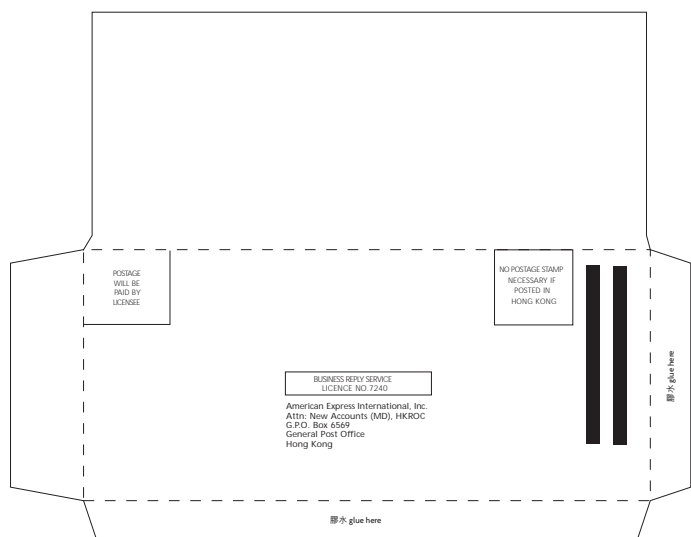 POSTAGE
WILL BE
PAID BY
LICENSEE
NO POSTAGE STAMP
NECESSARY IF
POSTED IN
HONG KONG
BUSINESS REPLY SERVICE
LICENCE NO.7240
American Express International, Inc.
Attn: New Accounts (MD), HKROC
G.P.O. Box 6569
General Post Office
Hong Kong
膠水 glue here
膠水 glue here